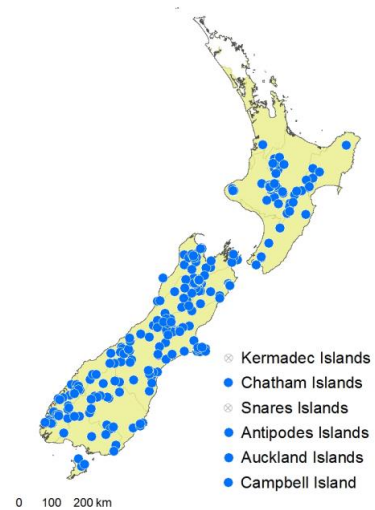 Kermadec Islands
Chatham Islands
Snares Islands
Antipodes Islands
Auckland Islands
Campbell Island
0 100 200 km